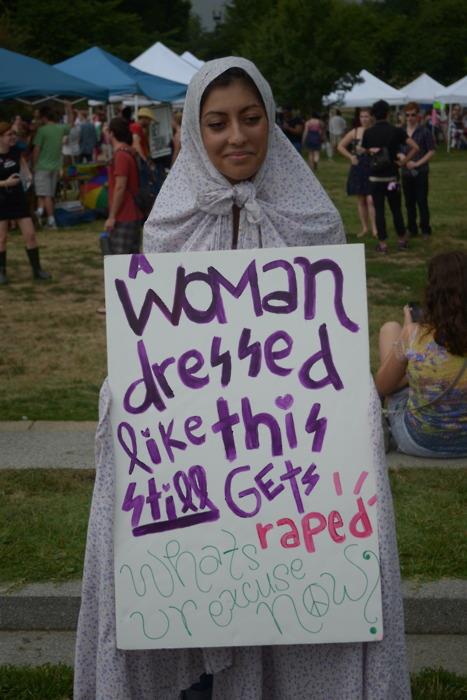 A
Woman
dressed
like this
still Gets
raped
Whats
ur excuse
now?